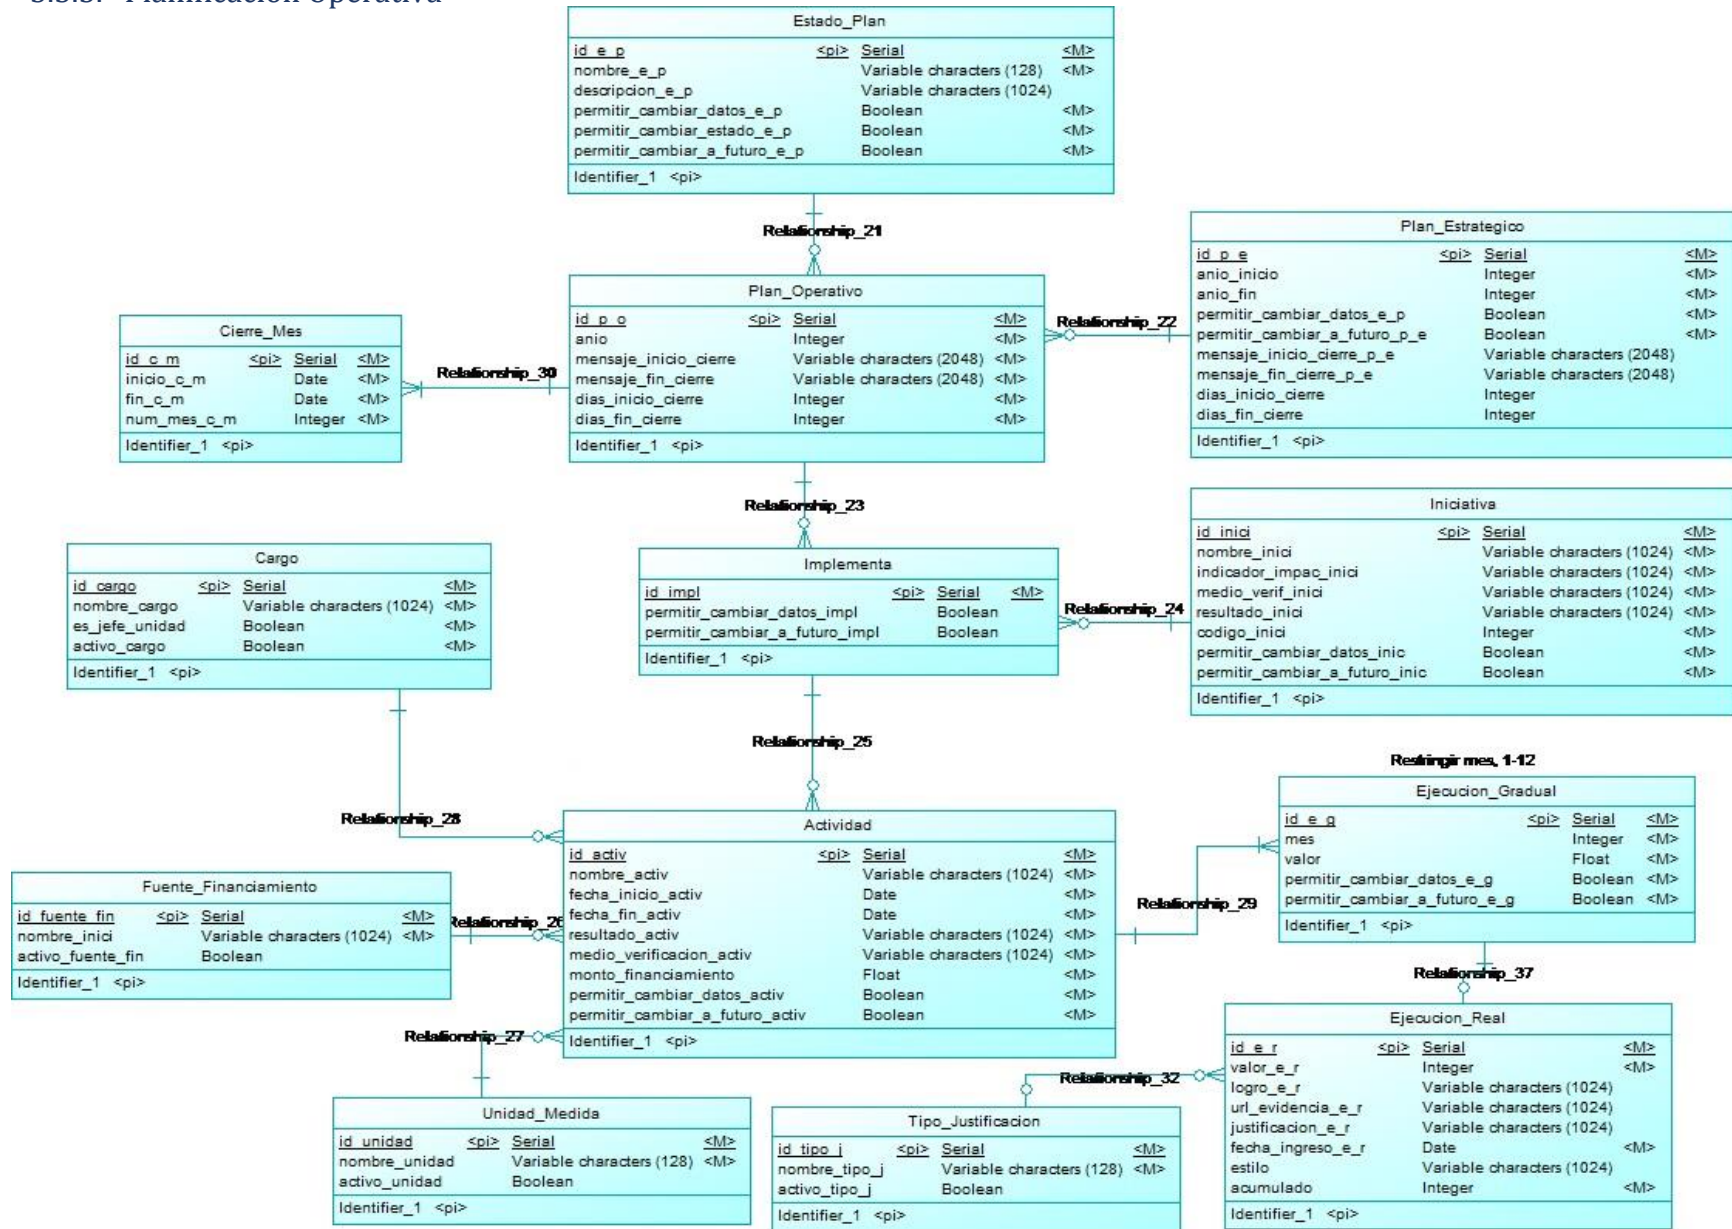 Estado_Plan
id_e_p <pi> Serial <M>
nombre_e_p Variable characters (128) <M>
descripcion_e_p Variable characters (1024)
permitir_cambiar_datos_e_p Boolean <M>
permitir_cambiar_estado_e_p Boolean <M>
permitir_cambiar_a_futuro_e_p Boolean <M>
Identifier_1 <pi>
Relationship_21
Plan_Estrategico
id_p_e <pi> Serial <M>
anio_inicio Integer <M>
anio_fin Integer <M>
permitir_cambiar_datos_e_p Boolean <M>
permitir_cambiar_a_futuro_p_e Boolean <M>
mensaje_inicio_cierre_p_e Variable characters (2048)
mensaje_fin_cierre_p_e Variable characters (2048)
dias_inicio_cierre Integer
dias_fin_cierre Integer
Identifier_1 <pi>
Plan_Operativo
id_p_o <pi> Serial <M>
anio Integer <M>
mensaje_inicio_cierre Variable characters (2048) <M>
mensaje_fin_cierre Variable characters (2048) <M>
dias_inicio_cierre Integer <M>
dias_fin_cierre Integer <M>
Identifier_1 <pi>
Relationship_22
Cierre_Mes
id_c_m <pi> Serial <M>
inicio_c_m Date <M>
fin_c_m Date <M>
num_mes_c_m Integer <M>
Identifier_1 <pi>
Relationship_30
Relationship_23
Iniciativa
id_inici <pi> Serial <M>
nombre_inici Variable characters (1024) <M>
indicador_impac_inici Variable characters (1024) <M>
medio_verif_inici Variable characters (1024) <M>
resultado_inici Variable characters (1024) <M>
codigo_inici Integer <M>
permitir_cambiar_datos_inic Boolean <M>
permitir_cambiar_a_futuro_inic Boolean <M>
Identifier_1 <pi>
Cargo
id_cargo <pi> Serial <M>
nombre_cargo Variable characters (1024) <M>
es_jefe_unidad Boolean <M>
activo_cargo Boolean <M>
Identifier_1 <pi>
Implementa
id_impl <pi> Serial <M>
permitir_cambiar_datos_impl Boolean
permitir_cambiar_a_futuro_impl Boolean
Identifier_1 <pi>
Relationship_24
Relationship_25
Restringir mes, 1-12
Ejecucion_Gradual
id_e_g <pi> Serial <M>
mes Integer <M>
valor Float <M>
permitir_cambiar_datos_e_g Boolean <M>
permitir_cambiar_a_futuro_e_g Boolean <M>
Identifier_1 <pi>
Relationship_28
Actividad
id_activ <pi> Serial <M>
nombre_activ Variable characters (1024) <M>
fecha_inicio_activ Date <M>
fecha_fin_activ Date <M>
resultado_activ Variable characters (1024) <M>
medio_verificacion_activ Variable characters (1024) <M>
monto_financiamiento Float <M>
permitir_cambiar_datos_activ Boolean <M>
permitir_cambiar_a_futuro_activ Boolean <M>
Identifier_1 <pi>
Relationship_29
Fuente_Financiamiento
id_fuente_fin <pi> Serial <M>
nombre_inici Variable characters (1024) <M>
activo_fuente_fin Boolean
Identifier_1 <pi>
Relationship_26
Relationship_37
Relationship_27
Ejecucion_Real
id_e_r <pi> Serial <M>
valor_e_r Integer <M>
logro_e_r Variable characters (1024)
url_evidencia_e_r Variable characters (1024)
justificacion_e_r Variable characters (1024)
fecha_ingreso_e_r Date <M>
estilo Variable characters (1024)
acumulado Integer <M>
Identifier_1 <pi>
Relationship_32
Unidad_Medida
id_unidad <pi> Serial <M>
nombre_unidad Variable characters (128) <M>
activo_unidad Boolean
Identifier_1 <pi>
Tipo_Justificacion
id_tipo_j <pi> Serial <M>
nombre_tipo_j Variable characters (128) <M>
activo_tipo_j Boolean
Identifier_1 <pi>